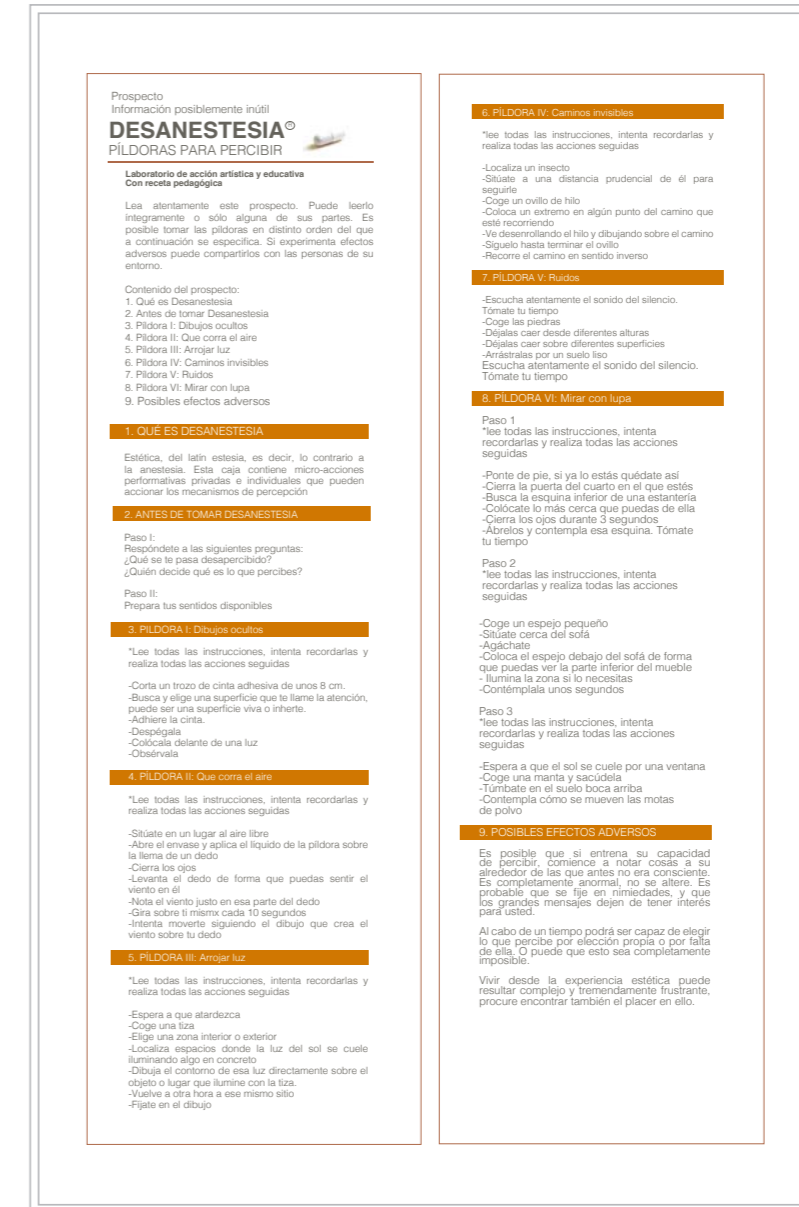 Prospecto
Información posiblemente inútil
DESANESTESIA®
PÍLDORAS PARA PERCIBIR
Laboratorio de acción artística y educativa
Con receta pedagógica
Lea atentamente este prospecto. Puede leerlo
íntegramente o sólo alguna de sus partes. Es
posible tomar las píldoras en distinto orden del que
a continuación se especifica. Si experimenta efectos
adversos puede compartirlos con las personas de su
entorno.
Contenido del prospecto:
1. Qué es Desanestesia
2. Antes de tomar Desanestesia
3. Píldora I: Dibujos ocultos
4. Píldora II: Que corra el aire
5. Píldora III: Arrojar luz
6. Píldora IV: Caminos invisibles
7. Píldora V: Ruidos
8. Píldora VI: Mirar con lupa
9. Posibles efectos adversos
1. QUÉ ES DESANESTESIA
Estética, del latín estesia, es decir, lo contrario a
la anestesia. Esta caja contiene micro-acciones
performativas privadas e individuales que pueden
accionar los mecanismos de percepción
2. ANTES DE TOMAR DESANESTESIA
Paso I:
Respóndete a las siguientes preguntas:
¿Qué se te pasa desapercibido?
¿Quién decide qué es lo que percibes?
Paso II:
Prepara tus sentidos disponibles
3. PILDORA I: Dibujos ocultos
*Lee todas las instrucciones, intenta recordarlas y
realiza todas las acciones seguidas
-Corta un trozo de cinta adhesiva de unos 8 cm.
-Busca y elige una superficie que te llame la atención,
puede ser una superficie viva o inherte.
-Adhiere la cinta.
-Despégala
-Colócala delante de una luz
-Obsérvala
4. PÍLDORA II: Que corra el aire
*Lee todas las instrucciones, intenta recordarlas y
realiza todas las acciones seguidas
-Sitúate en un lugar al aire libre
-Abre el envase y aplica el líquido de la píldora sobre
la llema de un dedo
-Cierra los ojos
-Levanta el dedo de forma que puedas sentir el
viento en él
-Nota el viento justo en esa parte del dedo
-Gira sobre ti mismx cada 10 segundos
-Intenta moverte siguiendo el dibujo que crea el
viento sobre tu dedo
5. PÍLDORA III: Arrojar luz
*Lee todas las instrucciones, intenta recordarlas y
realiza todas las acciones seguidas
-Espera a que atardezca
-Coge una tiza
-Elige una zona interior o exterior
-Localiza espacios donde la luz del sol se cuele
iluminando algo en concreto
-Dibuja el contorno de esa luz directamente sobre el
objeto o lugar que ilumine con la tiza.
-Vuelve a otra hora a ese mismo sitio
-Fíjate en el dibujo
6. PÍLDORA IV: Caminos invisibles
*lee todas las instrucciones, intenta recordarlas y
realiza todas las acciones seguidas
-Localiza un insecto
-Sitúate a una distancia prudencial de él para
seguirle
-Coge un ovillo de hilo
-Coloca un extremo en algún punto del camino que
esté recorriendo
-Ve desenrollando el hilo y dibujando sobre el camino
-Síguelo hasta terminar el ovillo
-Recorre el camino en sentido inverso
7. PÍLDORA V: Ruidos
-Escucha atentamente el sonido del silencio.
Tómate tu tiempo
-Coge las piedras
-Déjalas caer desde diferentes alturas
-Déjalas caer sobre diferentes superficies
-Arrástralas por un suelo liso
Escucha atentamente el sonido del silencio.
Tómate tu tiempo
8. PÍLDORA VI: Mirar con lupa
Paso 1
*lee todas las instrucciones, intenta
recordarlas y realiza todas las acciones
seguidas
-Ponte de pie, si ya lo estás quédate así
-Cierra la puerta del cuarto en el que estés
-Busca la esquina inferior de una estantería
-Colócate lo más cerca que puedas de ella
-Cierra los ojos durante 3 segundos
-Ábrelos y contempla esa esquina. Tómate
tu tiempo
Paso 2
*lee todas las instrucciones, intenta
recordarlas y realiza todas las acciones
seguidas
-Coge un espejo pequeño
-Sitúate cerca del sofá
-Agáchate
-Coloca el espejo debajo del sofá de forma
que puedas ver la parte inferior del mueble
- Ilumina la zona si lo necesitas
-Contémplala unos segundos
Paso 3
*lee todas las instrucciones, intenta
recordarlas y realiza todas las acciones
seguidas
-Espera a que el sol se cuele por una ventana
-Coge una manta y sacúdela
-Túmbate en el suelo boca arriba
-Contempla cómo se mueven las motas
de polvo
9. POSIBLES EFECTOS ADVERSOS
Es posible que si entrena su capacidad
de percibir, comience a notar cosas a su
alrededor de las que antes no era consciente.
Es completamente anormal, no se altere. Es
probable que se fije en nimiedades, y que
los grandes mensajes dejen de tener interés
para usted.
Al cabo de un tiempo podrá ser capaz de elegir
lo que percibe por elección propia o por falta
de ella. O puede que esto sea completamente
imposible.
Vivir desde la experiencia estética puede
resultar complejo y tremendamente frustrante,
procure encontrar también el placer en ello.